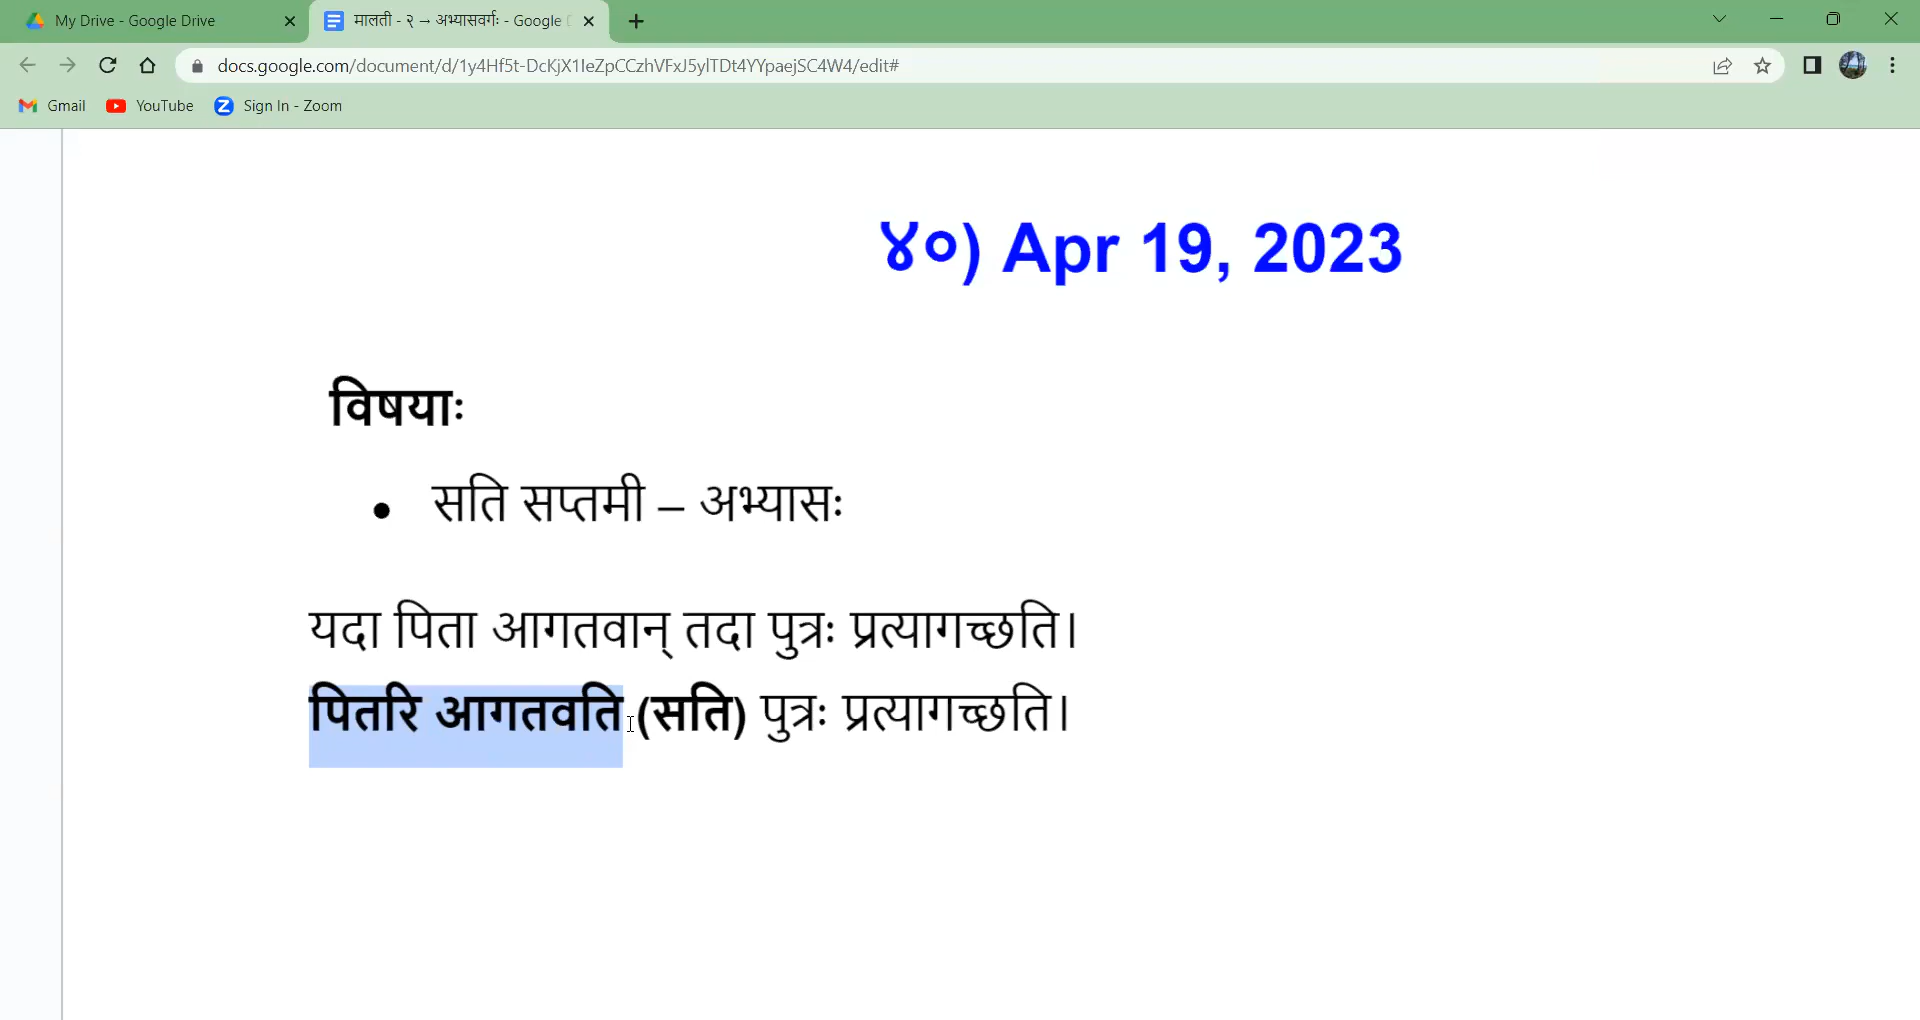 My Drive - Google Drive
मालती - २ → अभ्यासवर्गः - Google
docs.google.com/document/d/1y4Hf5t-DcKjX1IeZpCCzhVFxJ5ylTDt4YYpaejSC4W4/edit#
Gmail YouTube Sign In - Zoom
४०) Apr 19, 2023
विषयाः
● सति सप्तमी – अभ्यासः
यदा पिता आगतवान् तदा पुत्रः प्रत्यागच्छति।
पितरि आगतवति (सति) पुत्रः प्रत्यागच्छति।